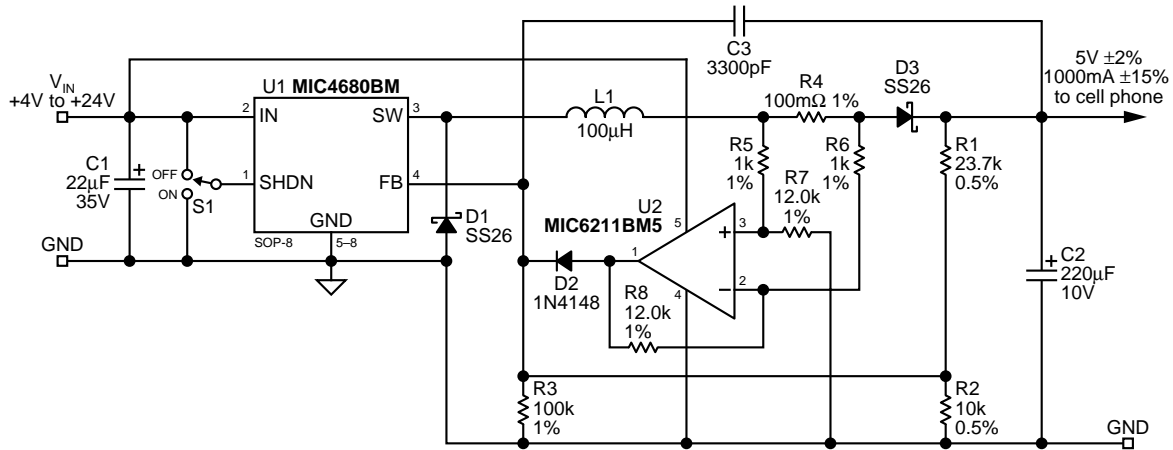 C3
3300pF
VIN
+4V to +24V
U1 MIC4680BM
2
IN
SW
3
L1
100µH
R4
100mΩ 1%
D3
SS26
5V ±2%
1000mA ±15%
to cell phone
C1
22µF
35V
+
OFF
ON
S1
1
SHDN
FB
4
GND
SOP-8
5–8
D1
SS26
R5
1k
1%
R6
1k
1%
R7
12.0k
1%
R1
23.7k
0.5%
U2
MIC6211BM5
5
+
3
1
–
2
4
GND
D2
1N4148
R8
12.0k
1%
+
C2
220µF
10V
R3
100k
1%
R2
10k
0.5%
GND